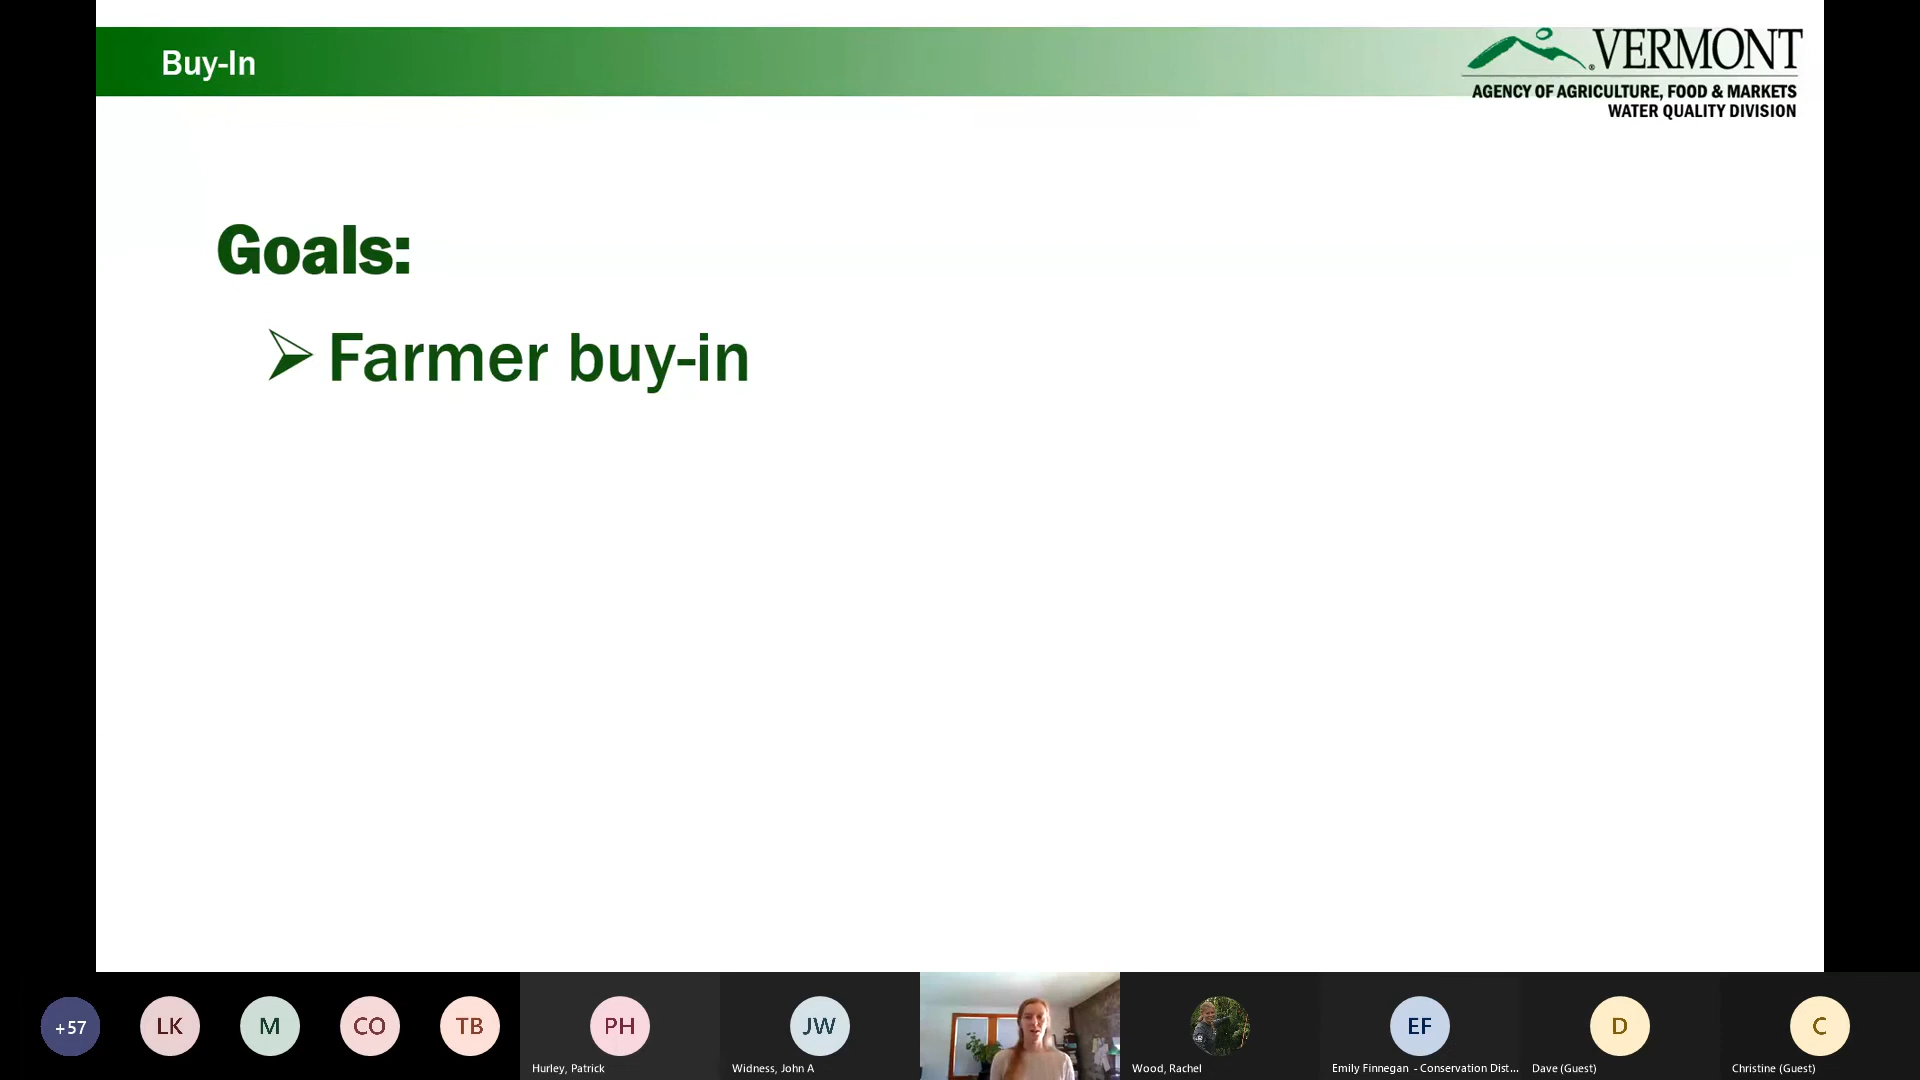 Buy-In
VERMONT
AGENCY OF AGRICULTURE, FOOD & MARKETS
WATER QUALITY DIVISION
Goals:
Farmer buy-in
+57
LK
M
CO
TB
PH
JW
EF
D
C
Hurley, Patrick
Widness, John A
Wood, Rachel
Emily Finnegan - Conservation Dist...
Dave (Guest)
Christine (Guest)